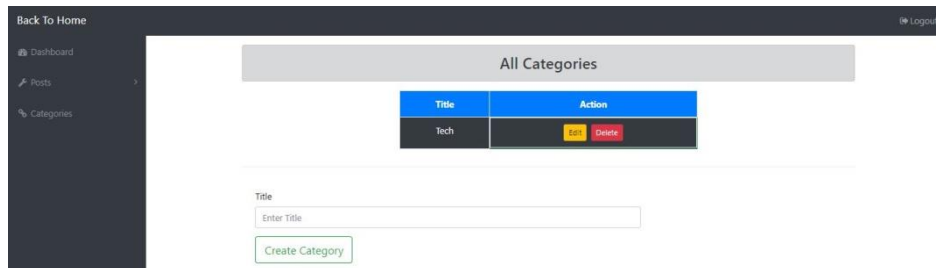 Back To Home
Logout
Dashboard
Posts
Categories
All Categories
Title Action
Tech Edit Delete
Title
Enter Title
Create Category